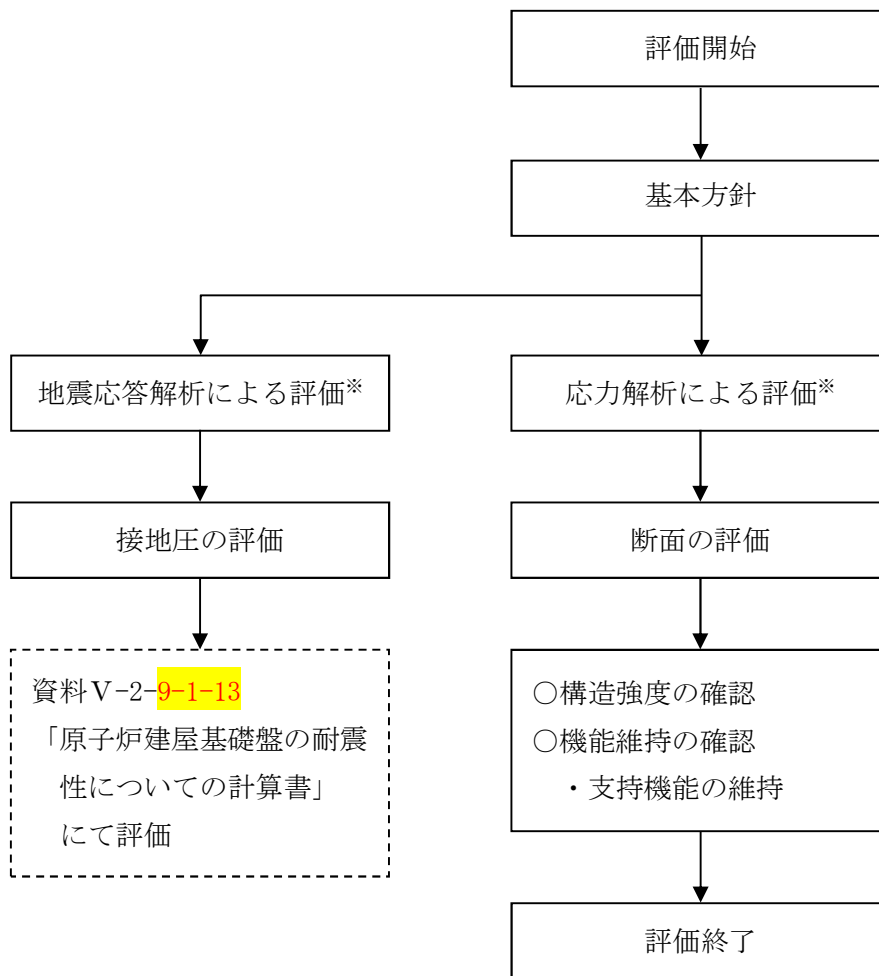 評価開始
基本方針
地震応答解析による評価※
応力解析による評価※
接地圧の評価
断面の評価
資料Ⅴ-2-9-1-13
「原子炉建屋基礎盤の耐震
性についての計算書」
にて評価
○構造強度の確認
○機能維持の確認
・支持機能の維持
評価終了